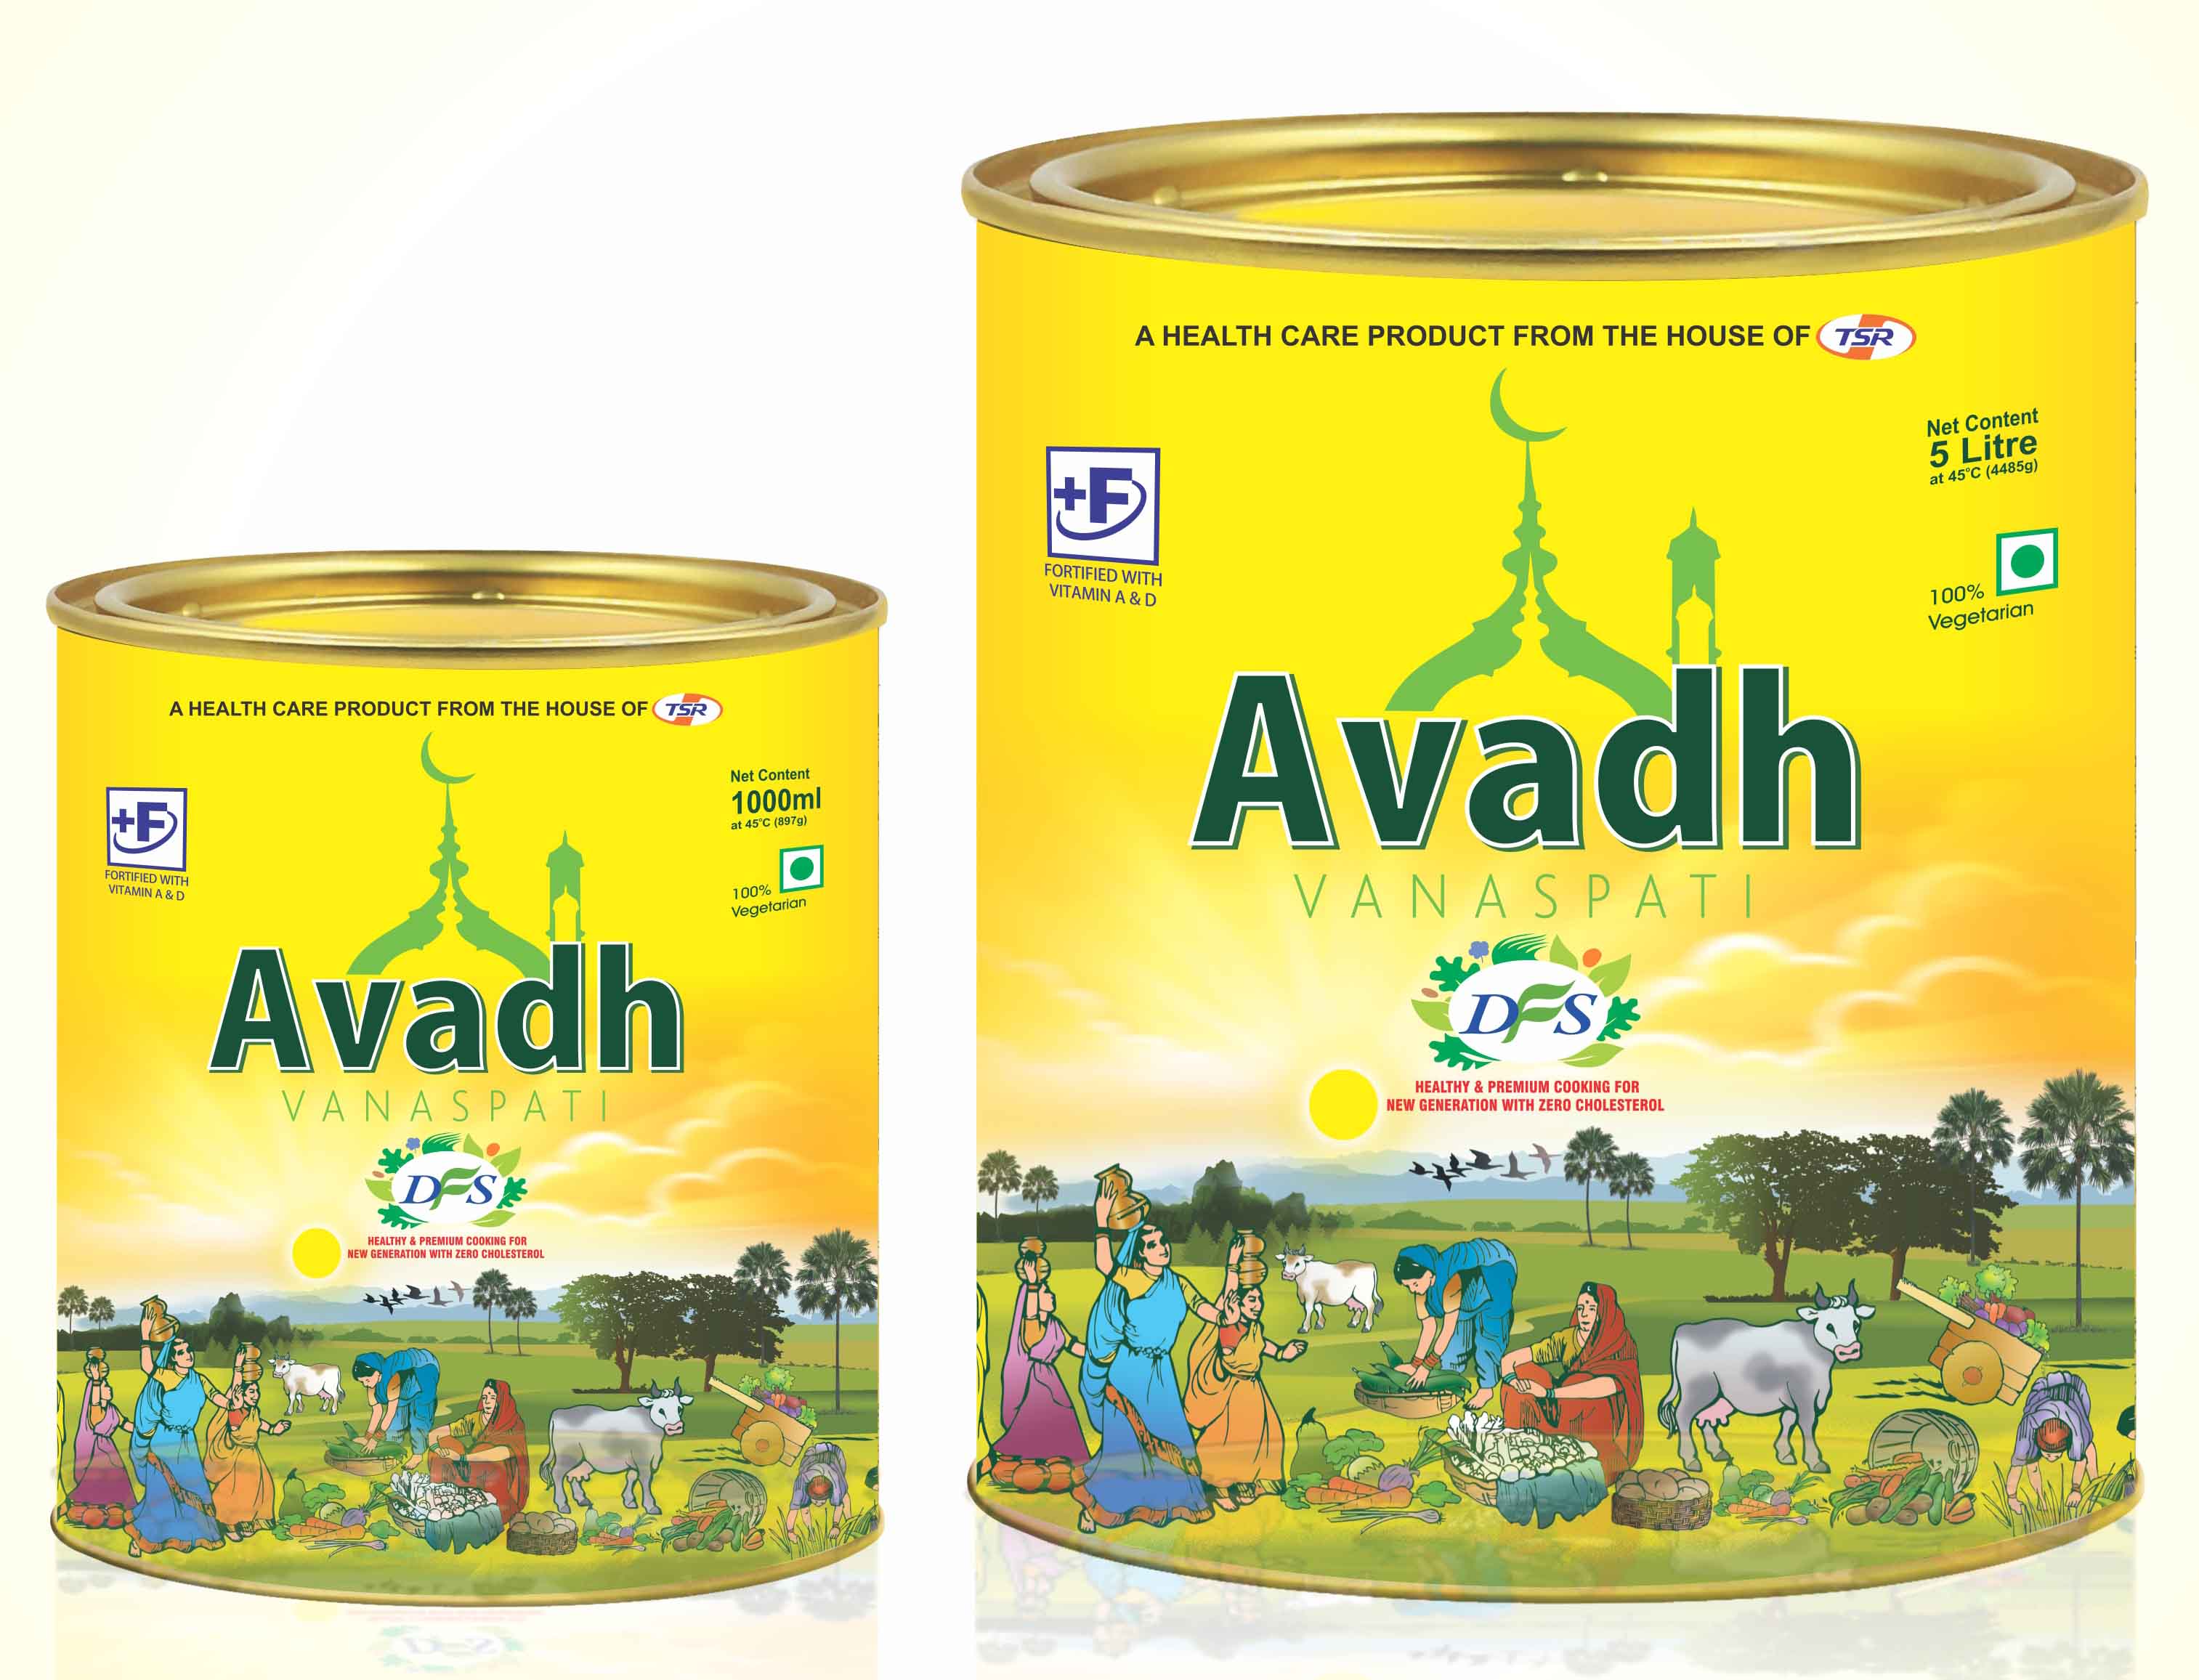 A HEALTH CARE PRODUCT FROM THE HOUSE OF TSR
+F
FORTIFIED WITH
VITAMIN A & D
Net Content
1000ml
at 45°C (897g)
100%
Vegetarian
Avadh
VANASPATI
DFS
HEALTHY & PREMIUM COOKING FOR
NEW GENERATION WITH ZERO CHOLESTEROL
A HEALTH CARE PRODUCT FROM THE HOUSE OF TSR
+F
FORTIFIED WITH
VITAMIN A & D
Net Content
5 Litre
at 45°C (4485g)
100%
Vegetarian
Avadh
VANASPATI
DFS
HEALTHY & PREMIUM COOKING FOR
NEW GENERATION WITH ZERO CHOLESTEROL